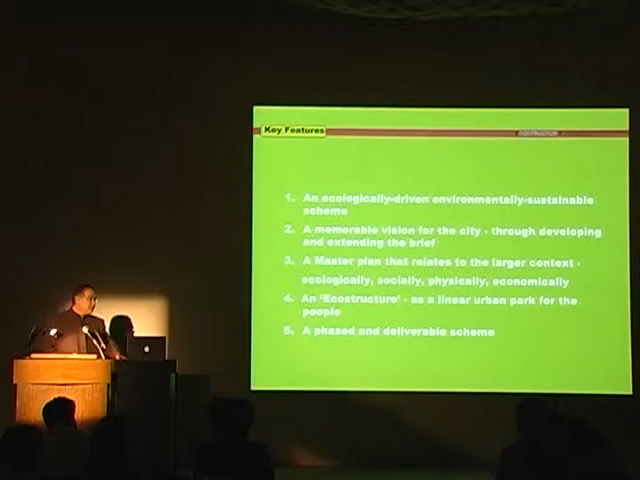 Key Features
1. An ecologically-driven environmentally-sustainable
scheme
2. A memorable vision for the city - through developing
and extending the brief
3. A Master plan that relates to the larger context -
ecologically, socially, physically, economically
4. An 'Ecostructure' - as a linear urban park for the
people
5. A phased and deliverable scheme